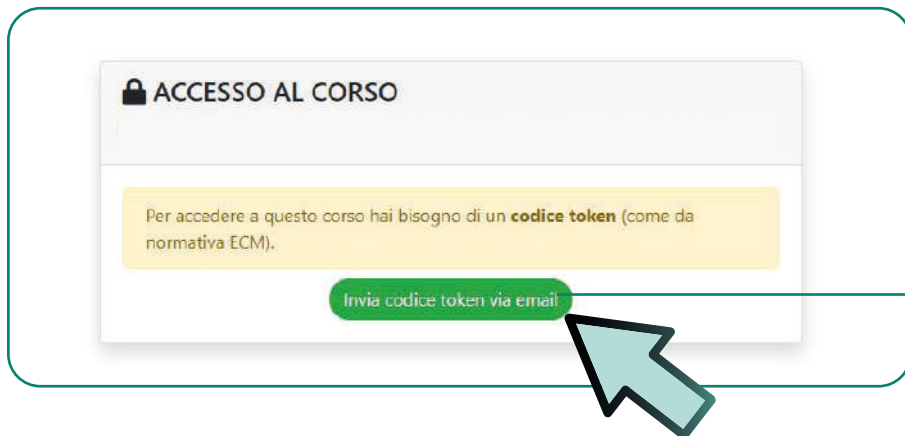 ACCESSO AL CORSO
Per accedere a questo corso hai bisogno di un codice token (come da
normativa ECM).
Invia codice token via email